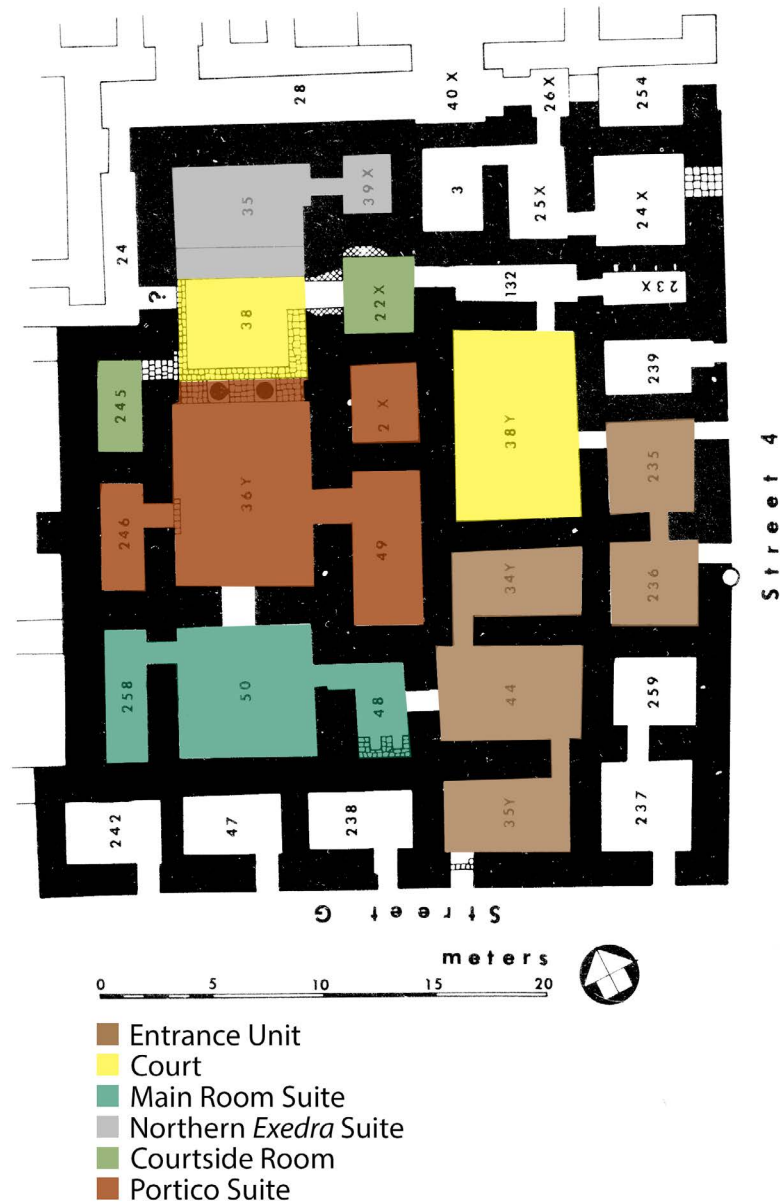 28
40 X
26 X
254
24
35
39 X
3
25 X
24 X
?
38
22 X
132
23 X
245
2 X
239
36Y
38Y
235
246
49
34Y
236
258
50
48
44
259
242
47
238
35Y
237
Street 4
Street G
meters
0 5 10 15 20
Entrance Unit
Court
Main Room Suite
Northern Exedra Suite
Courtside Room
Portico Suite